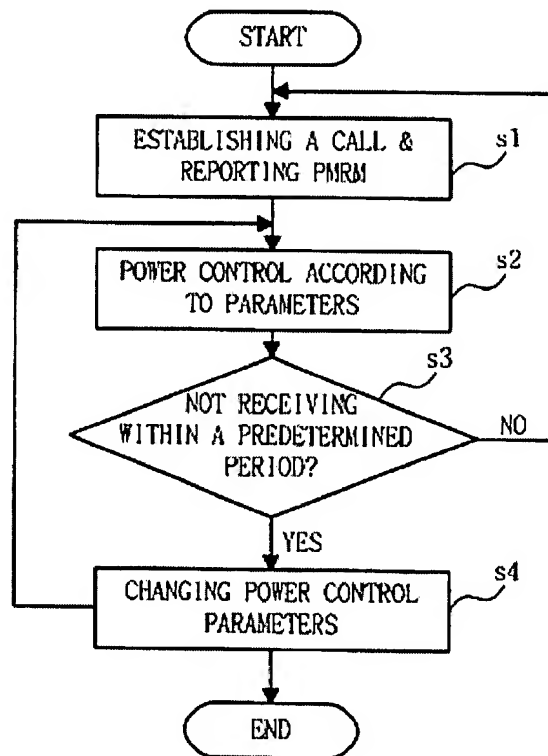 START
ESTABLISHING A CALL &
REPORTING PMRM
s1
POWER CONTROL ACCORDING
TO PARAMETERS
s2
s3
NOT RECEIVING
WITHIN A PREDETERMINED
PERIOD?
NO
YES
CHANGING POWER CONTROL
PARAMETERS
s4
END